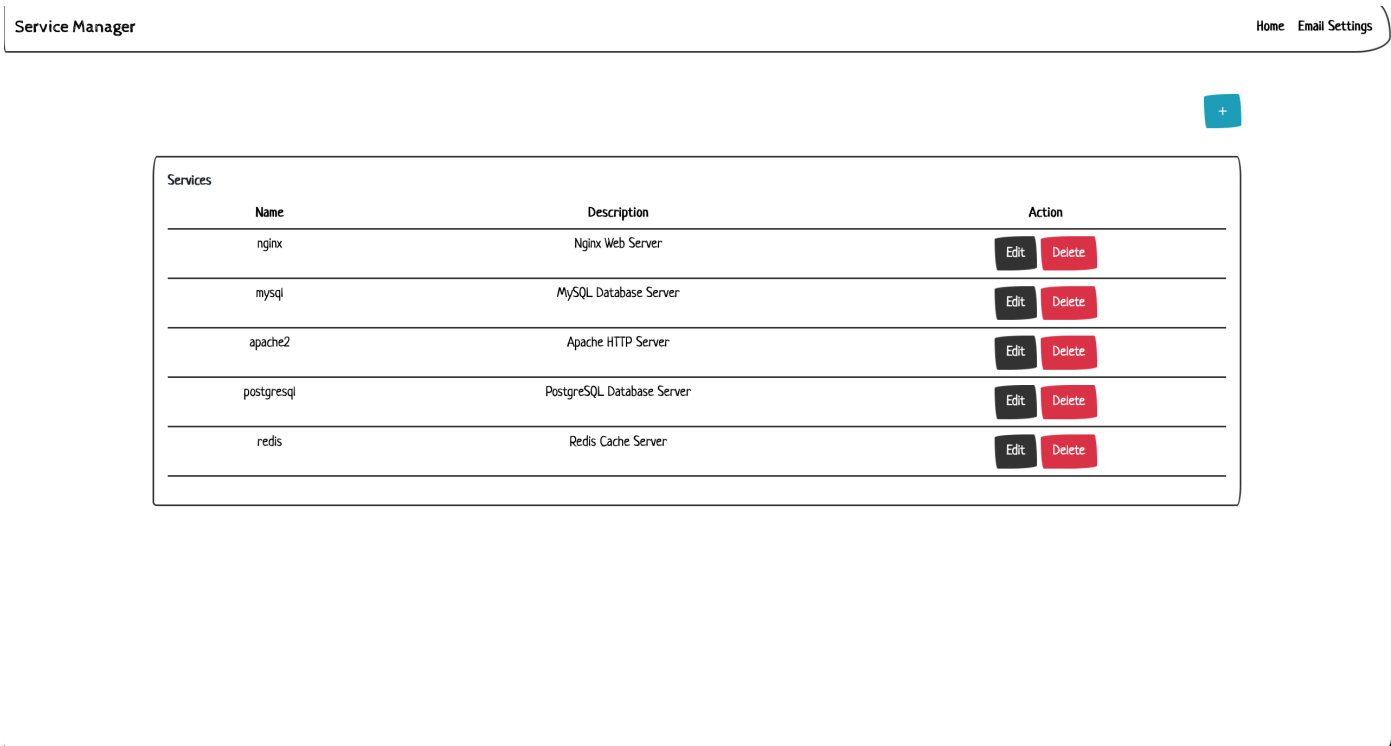 Service Manager Home Email Settings
+
Services
Name Description Action
nginx Nginx Web Server Edit Delete
mysql MySQL Database Server Edit Delete
apache2 Apache HTTP Server Edit Delete
postgresql PostgreSQL Database Server Edit Delete
redis Redis Cache Server Edit Delete